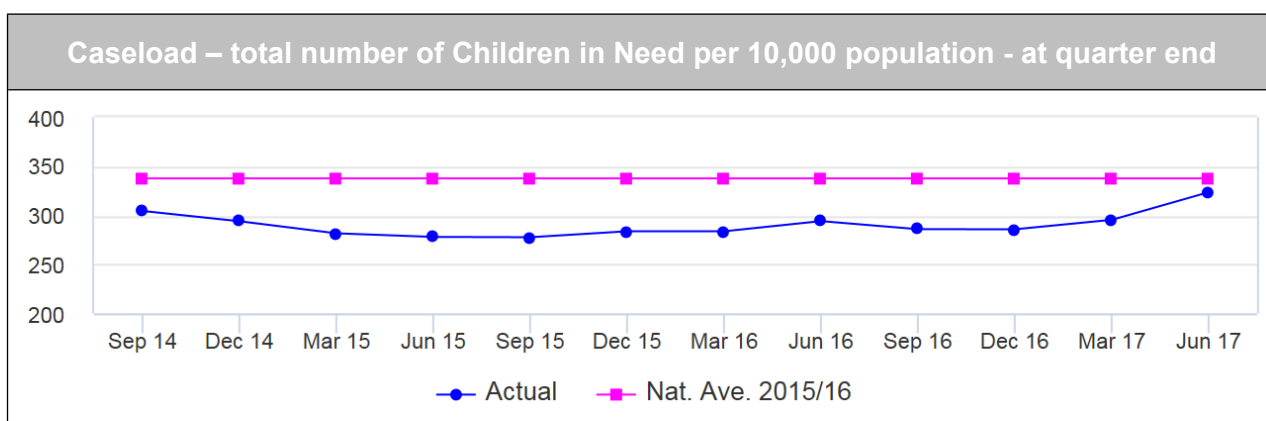 Caseload – total number of Children in Need per 10,000 population - at quarter end
400
350
300
250
200
Sep 14 Dec 14 Mar 15 Jun 15 Sep 15 Dec 15 Mar 16 Jun 16 Sep 16 Dec 16 Mar 17 Jun 17
Actual Nat. Ave. 2015/16